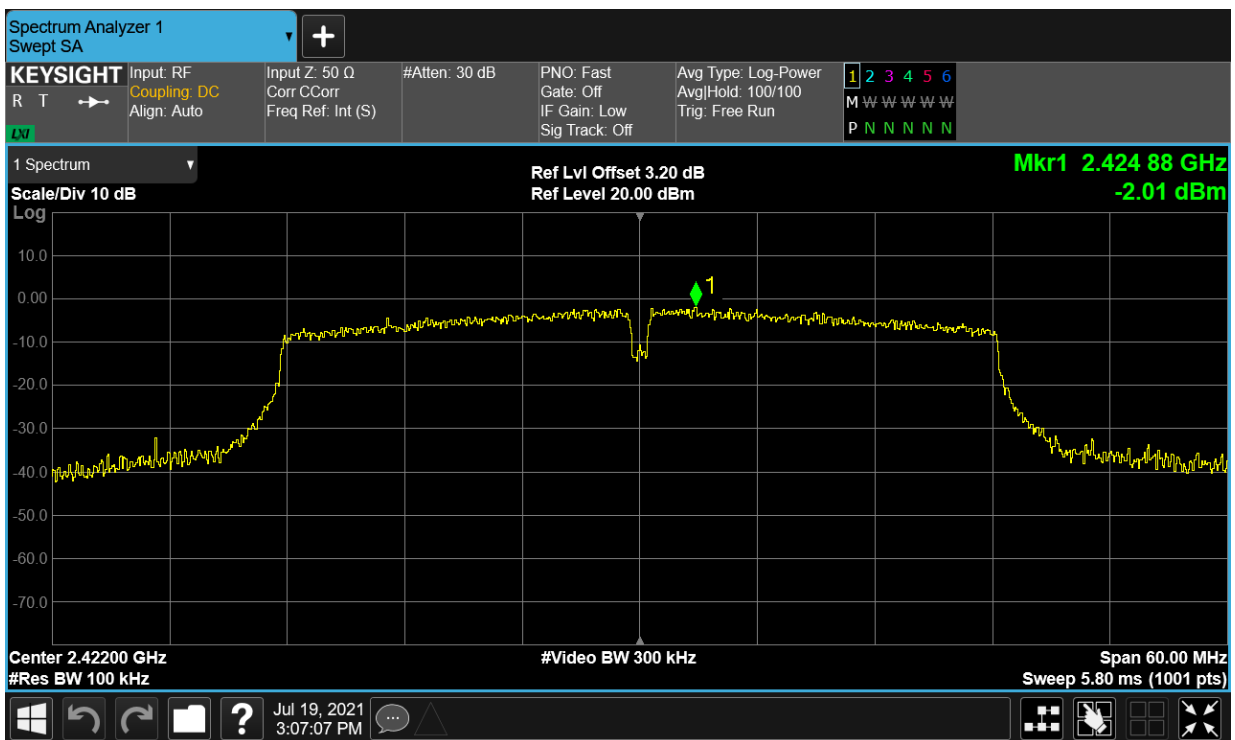 Spectrum Analyzer 1
Swept SA
▼
+
KEYSIGHT
R T
LXI
Input: RF
Coupling: DC
Align: Auto
Input Z: 50 Ω
Corr CCorr
Freq Ref: Int (S)
#Atten: 30 dB
PNO: Fast
Gate: Off
IF Gain: Low
Sig Track: Off
Avg Type: Log-Power
Avg|Hold: 100/100
Trig: Free Run
1 2 3 4 5 6
M W W W W W
P N N N N N
1 Spectrum ▼
Scale/Div 10 dB
Ref Lvl Offset 3.20 dB
Ref Level 20.00 dBm
Mkr1 2.424 88 GHz
-2.01 dBm
Log
10.0
0.00
-10.0
-20.0
-30.0
-40.0
-50.0
-60.0
-70.0
1
Center 2.42200 GHz
#Res BW 100 kHz
#Video BW 300 kHz
Span 60.00 MHz
Sweep 5.80 ms (1001 pts)
?
Jul 19, 2021
3:07:07 PM